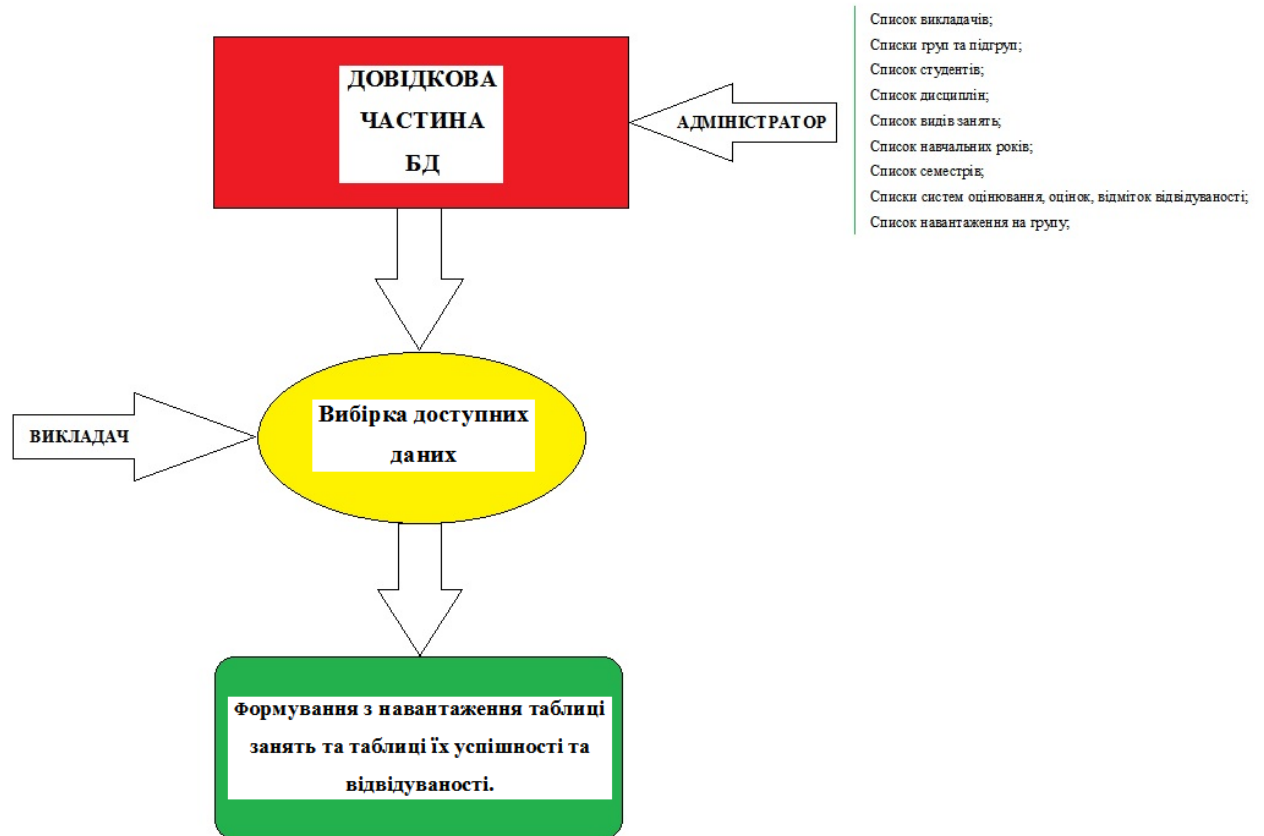 ДОВІДКОВА
ЧАСТИНА
БД
АДМІНІСТРАТОР
Список викладачів;
Списки груп та підгруп;
Список студентів;
Список дисциплін;
Список видів занять;
Список навчальних років;
Список семестрів;
Списки систем оцінювання, оцінок, відміток відвідуваності;
Список навантаження на групу;
ВИКЛАДАЧ
Вибірка доступних
даних
Формування з навантаження таблиці
занять та таблиці їх успішності та
відвідуваності.